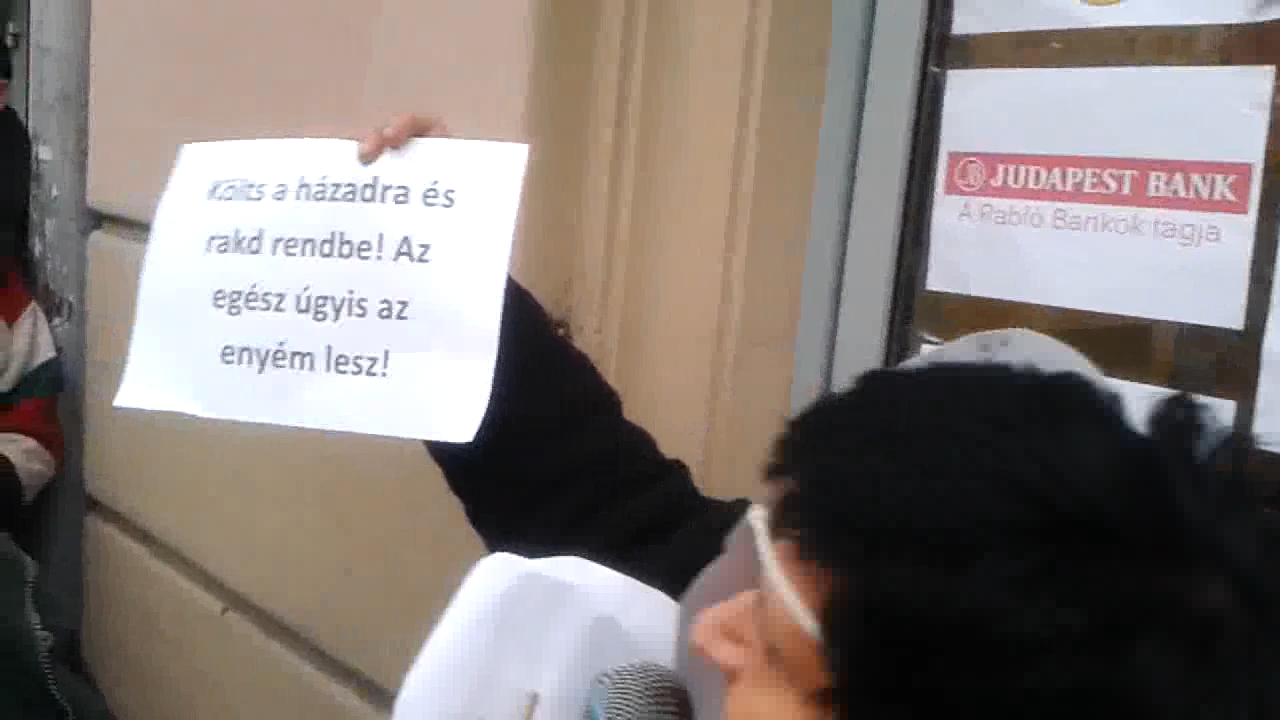 Költs a házadra és
rakd rendbe! Az
egész úgyis az
enyém lesz!
JUDAPEST BANK
A Rabló Bankok tagja